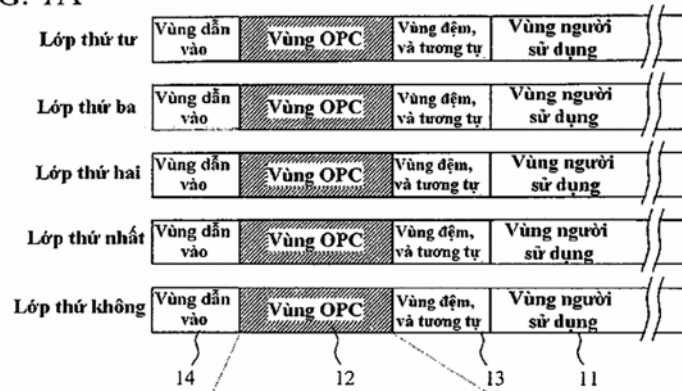 G. 7A
Lớp thứ tư Vùng dẫn vào Vùng OPC Vùng đệm, và tương tự Vùng người sử dụng
Lớp thứ ba Vùng dẫn vào Vùng OPC Vùng đệm, và tương tự Vùng người sử dụng
Lớp thứ hai Vùng dẫn vào Vùng OPC Vùng đệm, và tương tự Vùng người sử dụng
Lớp thứ nhất Vùng dẫn vào Vùng OPC Vùng đệm, và tương tự Vùng người sử dụng
Lớp thứ không Vùng dẫn vào Vùng OPC Vùng đệm, và tương tự Vùng người sử dụng
14 12 13 11